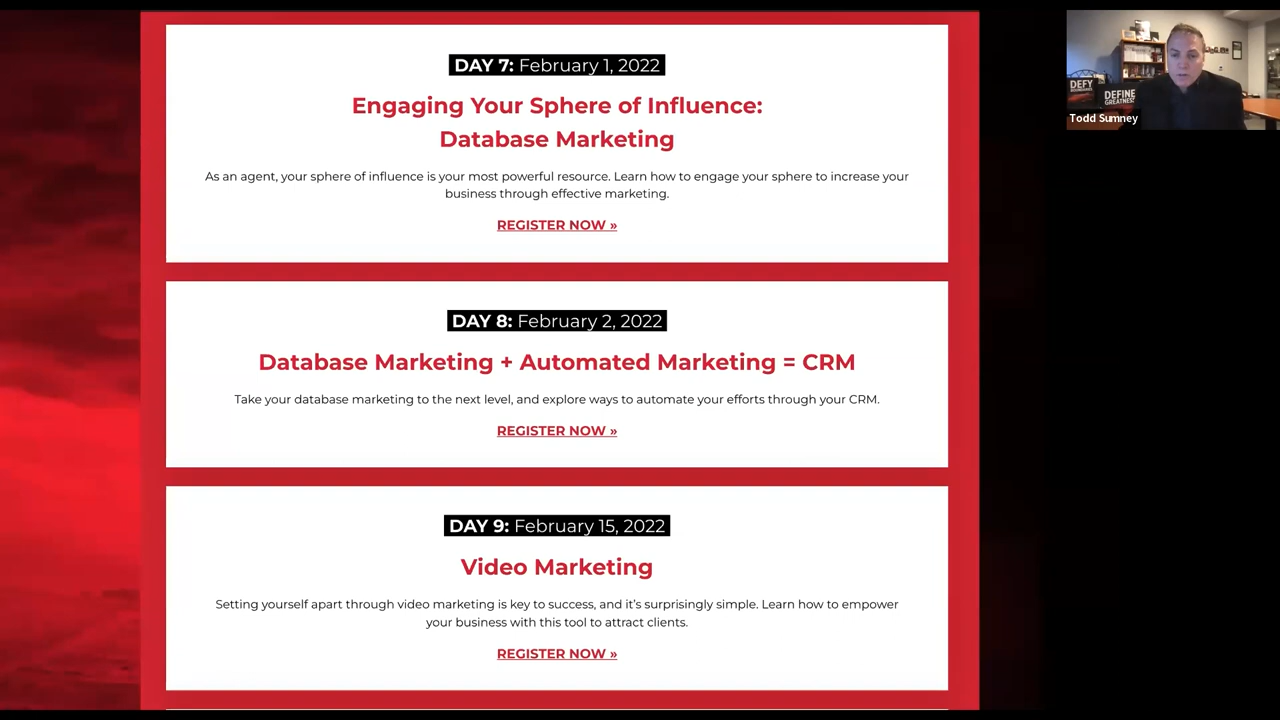 DAY 7: February 1, 2022
Engaging Your Sphere of Influence:
Database Marketing
As an agent, your sphere of influence is your most powerful resource. Learn how to engage your sphere to increase your
business through effective marketing.
REGISTER NOW »
DAY 8: February 2, 2022
Database Marketing + Automated Marketing = CRM
Take your database marketing to the next level, and explore ways to automate your efforts through your CRM.
REGISTER NOW »
DAY 9: February 15, 2022
Video Marketing
Setting yourself apart through video marketing is key to success, and it’s surprisingly simple. Learn how to empower
your business with this tool to attract clients.
REGISTER NOW »
DEFY
DEFINE
GREATNESS
Todd Sumney